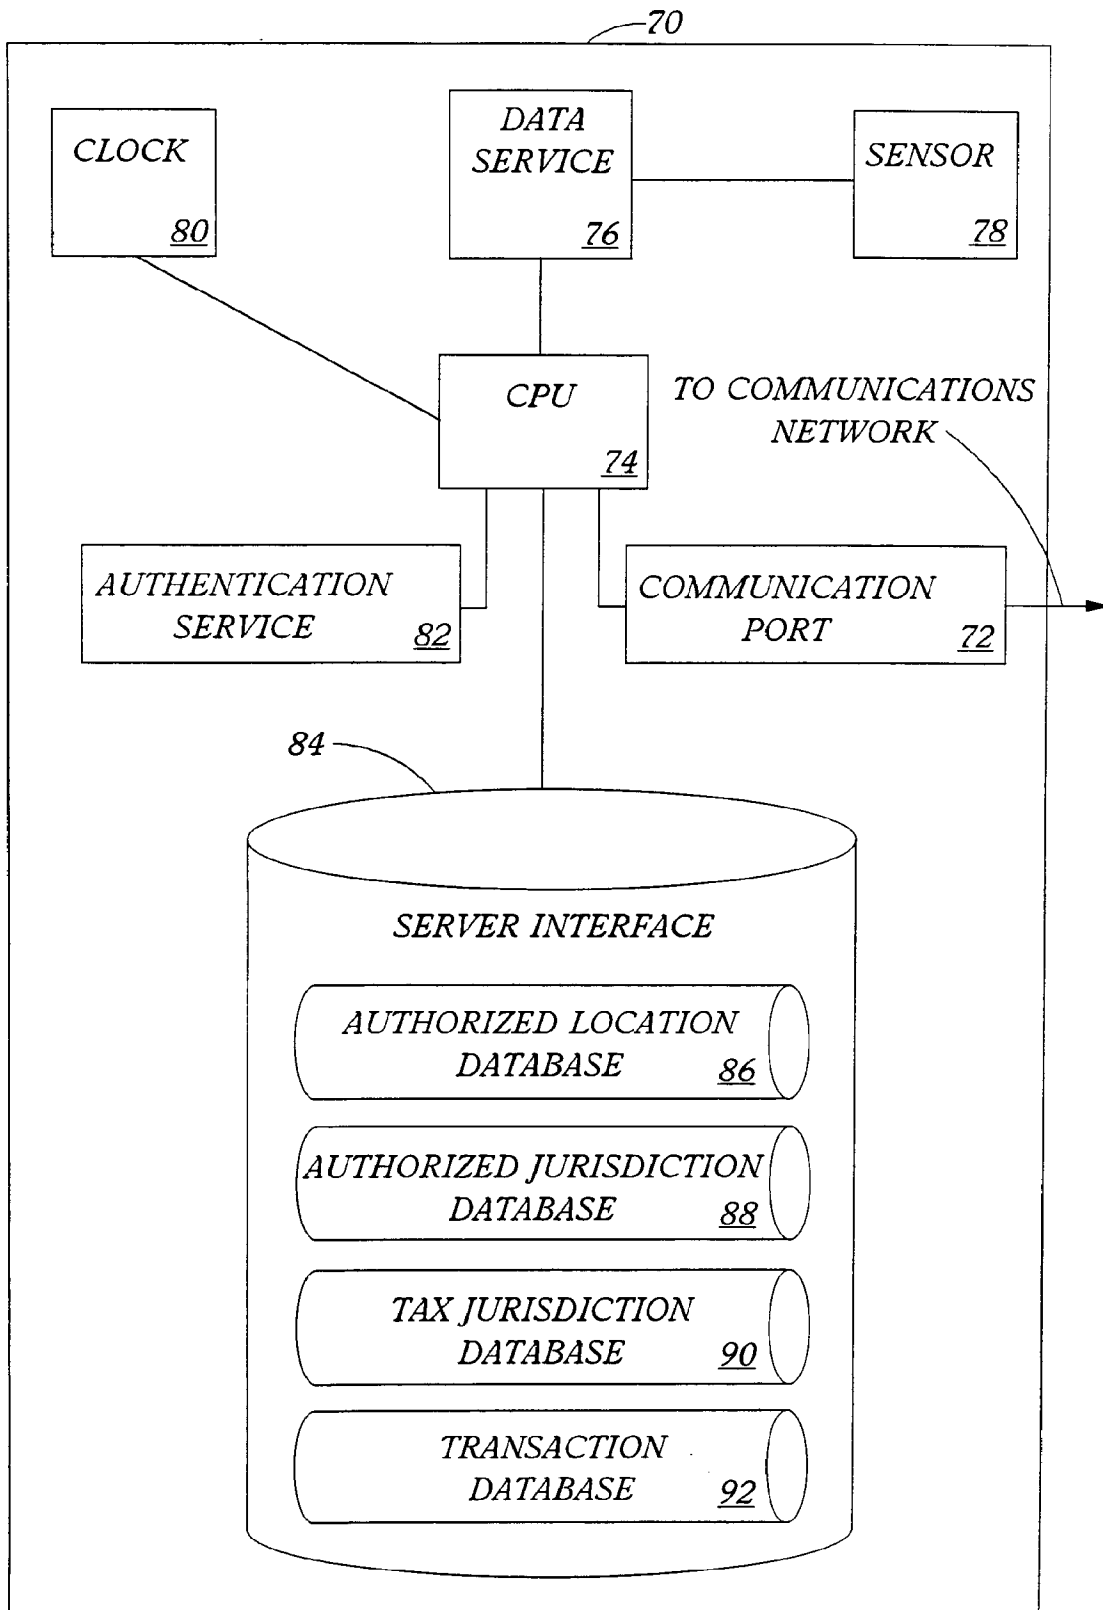 70
CLOCK
80
DATA
SERVICE
76
SENSOR
78
CPU
74
TO COMMUNICATIONS
NETWORK
AUTHENTICATION
SERVICE
82
COMMUNICATION
PORT
72
84
SERVER INTERFACE
AUTHORIZED LOCATION
DATABASE
86
AUTHORIZED JURISDICTION
DATABASE
88
TAX JURISDICTION
DATABASE
90
TRANSACTION
DATABASE
92